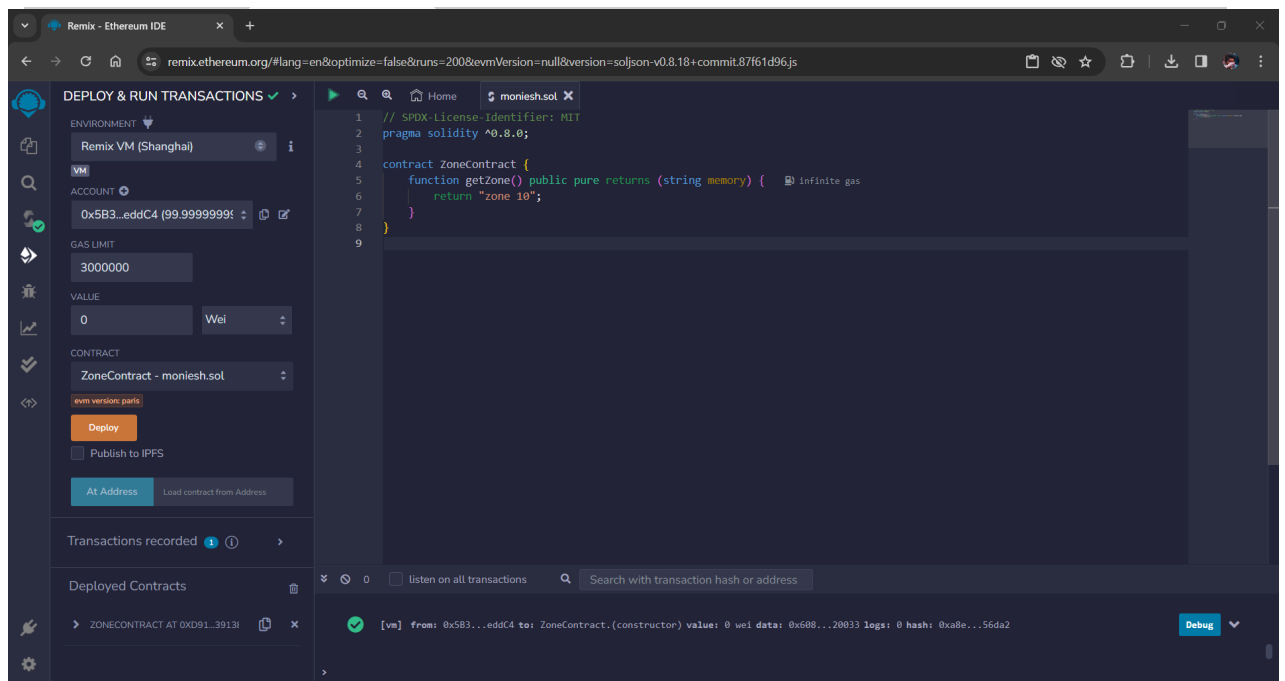 Remix - Ethereum IDE
remix.ethereum.org/#lang=en&optimize=false&runs=200&evmVersion=null&version=soljson-v0.8.18+commit.87f61d96.js
DEPLOY & RUN TRANSACTIONS
ENVIRONMENT
Remix VM (Shanghai)
VM
ACCOUNT
0x5B3...eddC4 (99.99999999
GAS LIMIT
3000000
VALUE
0
Wei
CONTRACT
ZoneContract - moniesh.sol
evm version: paris
Deploy
Publish to IPFS
At Address
Load contract from Address
Transactions recorded 1
Deployed Contracts
ZONECONTRACT AT 0XD91...3913
Home
moniesh.sol
1 // SPDX-License-Identifier: MIT
2 pragma solidity ^0.8.0;
3
4 contract ZoneContract {
5 function getZone() public pure returns (string memory) { infinite gas
6 return "zone 10";
7 }
8 }
9
0 listen on all transactions Search with transaction hash or address
[vm] from: 0x5B3...eddC4 to: ZoneContract.(constructor) value: 0 wei data: 0x608...20033 logs: 0 hash: 0xa8e...56da2
Debug
>